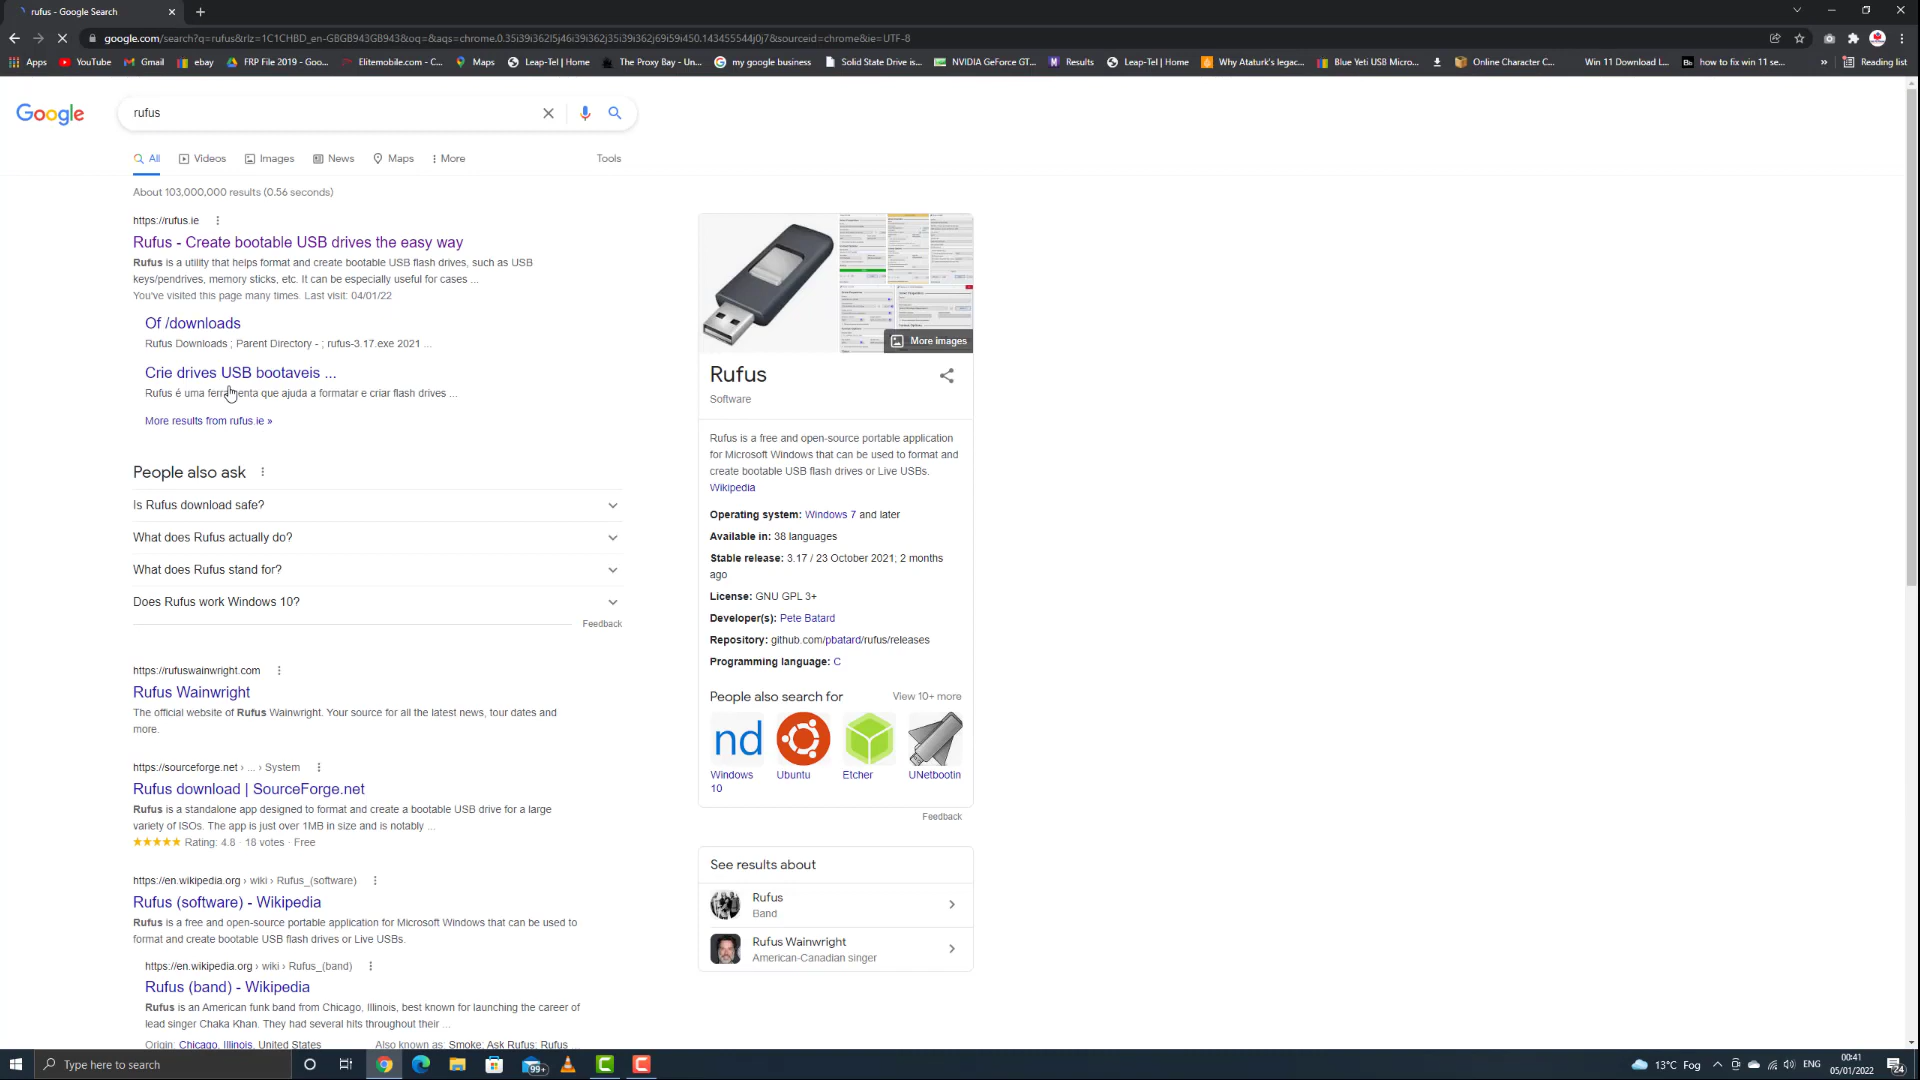 rufus - Google Search
google.com/search?q=rufus&rlz=1C1CHBD_en-GBGB943GB943&oq=&aqs=chrome.0.35i39i362l5j46i39i362j35i39i362j69i59i450.143455544j0j7&sourceid=chrome&ie=UTF-8
Apps YouTube Gmail ebay FRP File 2019 - Goo... Elitemobile.com - C... Maps Leap-Tel | Home The Proxy Bay - Un... my google business Solid State Drive is... NVIDIA GeForce GT... Results Leap-Tel | Home Why Ataturk's legac... Blue Yeti USB Micro... Online Character C... Win 11 Download L... how to fix win 11 se... » Reading list
Google
rufus
All Videos Images News Maps More Tools
About 103,000,000 results (0.56 seconds)
https://rufus.ie
Rufus - Create bootable USB drives the easy way
Rufus is a utility that helps format and create bootable USB flash drives, such as USB
keys/pendrives, memory sticks, etc. It can be especially useful for cases ...
You've visited this page many times. Last visit: 04/01/22
Of /downloads
Rufus Downloads ; Parent Directory - ; rufus-3.17.exe 2021 ...
Crie drives USB bootaveis ...
Rufus é uma ferramenta que ajuda a formatar e criar flash drives ...
More results from rufus.ie »
People also ask
Is Rufus download safe?
What does Rufus actually do?
What does Rufus stand for?
Does Rufus work Windows 10?
Feedback
https://rufuswainwright.com
Rufus Wainwright
The official website of Rufus Wainwright. Your source for all the latest news, tour dates and
more.
https://sourceforge.net › ... › System
Rufus download | SourceForge.net
Rufus is a standalone app designed to format and create a bootable USB drive for a large
variety of ISOs. The app is just over 1MB in size and is notably ...
Rating: 4.8 · 18 votes · Free
https://en.wikipedia.org › wiki › Rufus_(software)
Rufus (software) - Wikipedia
Rufus is a free and open-source portable application for Microsoft Windows that can be used to
format and create bootable USB flash drives or Live USBs.
https://en.wikipedia.org › wiki › Rufus_(band)
Rufus (band) - Wikipedia
Rufus is an American funk band from Chicago, Illinois, best known for launching the career of
lead singer Chaka Khan. They had several hits throughout their ...
Origin: Chicago, Illinois, United States Also known as: Smoke; Ask Rufus; Rufus ...
More images
Rufus
Software
Rufus is a free and open-source portable application
for Microsoft Windows that can be used to format and
create bootable USB flash drives or Live USBs.
Wikipedia
Operating system: Windows 7 and later
Available in: 38 languages
Stable release: 3.17 / 23 October 2021; 2 months
ago
License: GNU GPL 3+
Developer(s): Pete Batard
Repository: github.com/pbatard/rufus/releases
Programming language: C
People also search for View 10+ more
nd
Windows Ubuntu Etcher UNetbootin
10
Feedback
See results about
Rufus
Band
Rufus Wainwright
American-Canadian singer
Type here to search
99+
13°C Fog
ENG
00:41
05/01/2022
24